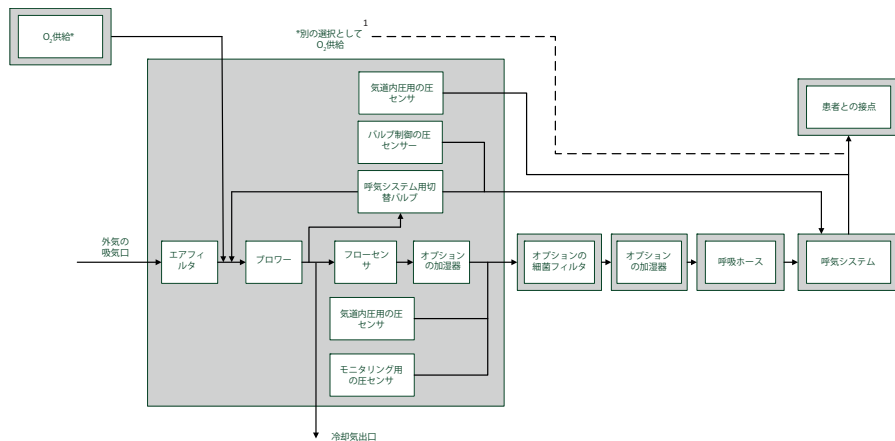 O₂供給*
1
*別の選択として
O₂供給
気道内圧用の圧
センサ
バルブ制御の圧
センサー
呼気システム用切
替バルブ
患者との接点
外気の
吸気口
エアフィ
ルタ
ブロワー
フローセン
サ
オプション
の加湿器
オプションの
細菌フィルタ
オプション
の加湿器
呼吸ホース
呼気システム
気道内圧用の圧
センサ
モニタリング用
の圧センサ
冷却気出口